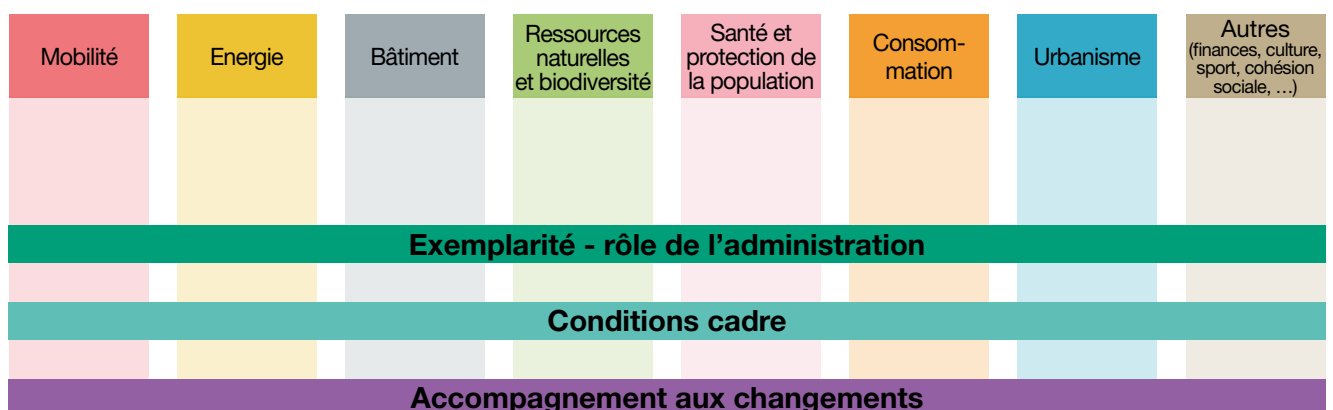 Mobilité
Energie
Bâtiment
Ressources
naturelles
et biodiversité
Santé et
protection de
la population
Consom-
mation
Urbanisme
Autres
(finances, culture,
sport, cohésion
sociale, …)
Exemplarité - rôle de l’administration
Conditions cadre
Accompagnement aux changements